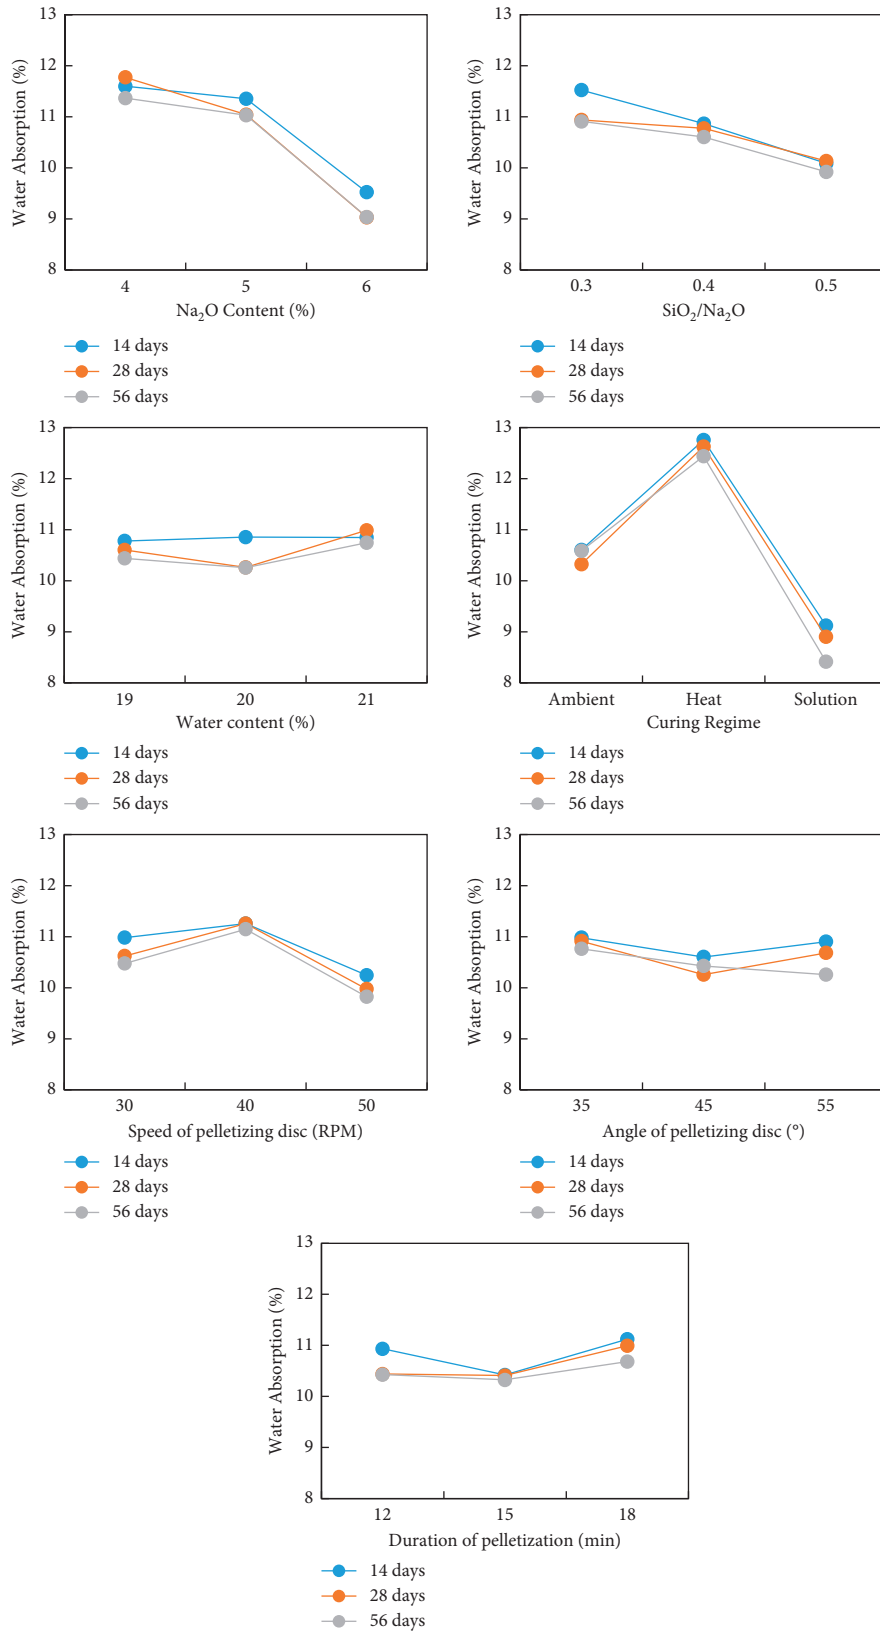 13
12
11
10
9
8
Water Absorption (%)
4 5 6
Na₂O Content (%)
14 days
28 days
56 days
13
12
11
10
9
8
Water Absorption (%)
0.3 0.4 0.5
SiO₂/Na₂O
14 days
28 days
56 days
13
12
11
10
9
8
Water Absorption (%)
19 20 21
Water content (%)
14 days
28 days
56 days
13
12
11
10
9
8
Water Absorption (%)
Ambient Heat Solution
Curing Regime
14 days
28 days
56 days
13
12
11
10
9
8
Water Absorption (%)
30 40 50
Speed of pelletizing disc (RPM)
14 days
28 days
56 days
13
12
11
10
9
8
Water Absorption (%)
35 45 55
Angle of pelletizing disc (°)
14 days
28 days
56 days
13
12
11
10
9
8
Water Absorption (%)
12 15 18
Duration of pelletization (min)
14 days
28 days
56 days